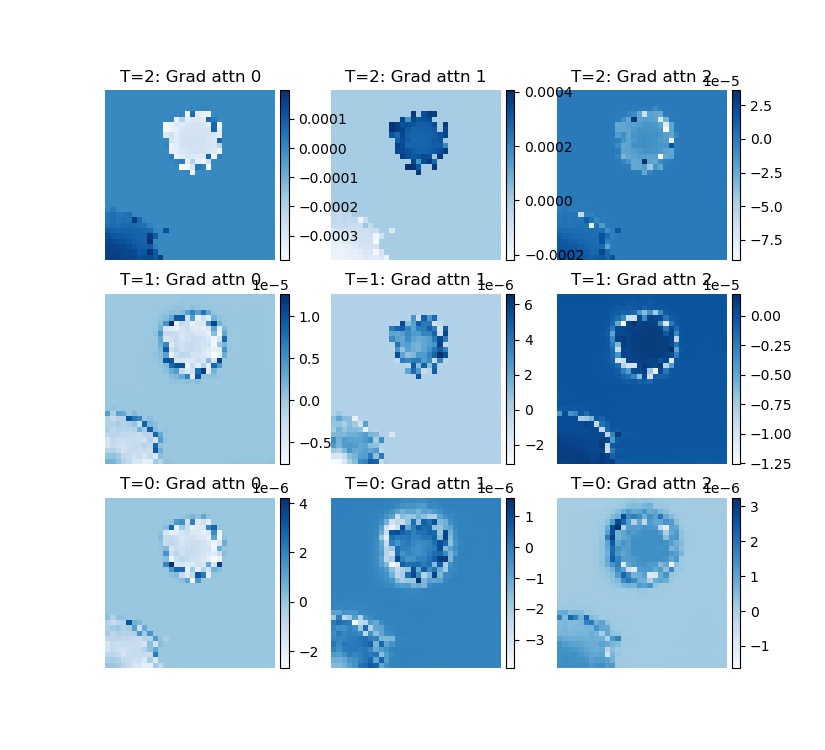 T=2: Grad attn 0
0.0001
0.0000
−0.0001
−0.0002
−0.0003
T=2: Grad attn 1
0.0004
0.0002
0.0000
−0.0002
T=2: Grad attn 2
1e−5
2.5
0.0
−2.5
−5.0
−7.5
T=1: Grad attn 0
1e−5
1.0
0.5
0.0
−0.5
T=1: Grad attn 1
1e−6
6
4
2
0
−2
T=1: Grad attn 2
1e−5
0.00
−0.25
−0.50
−0.75
−1.00
−1.25
T=0: Grad attn 0
1e−6
4
2
0
−2
T=0: Grad attn 1
1e−6
1
0
−1
−2
−3
T=0: Grad attn 2
1e−6
3
2
1
0
−1